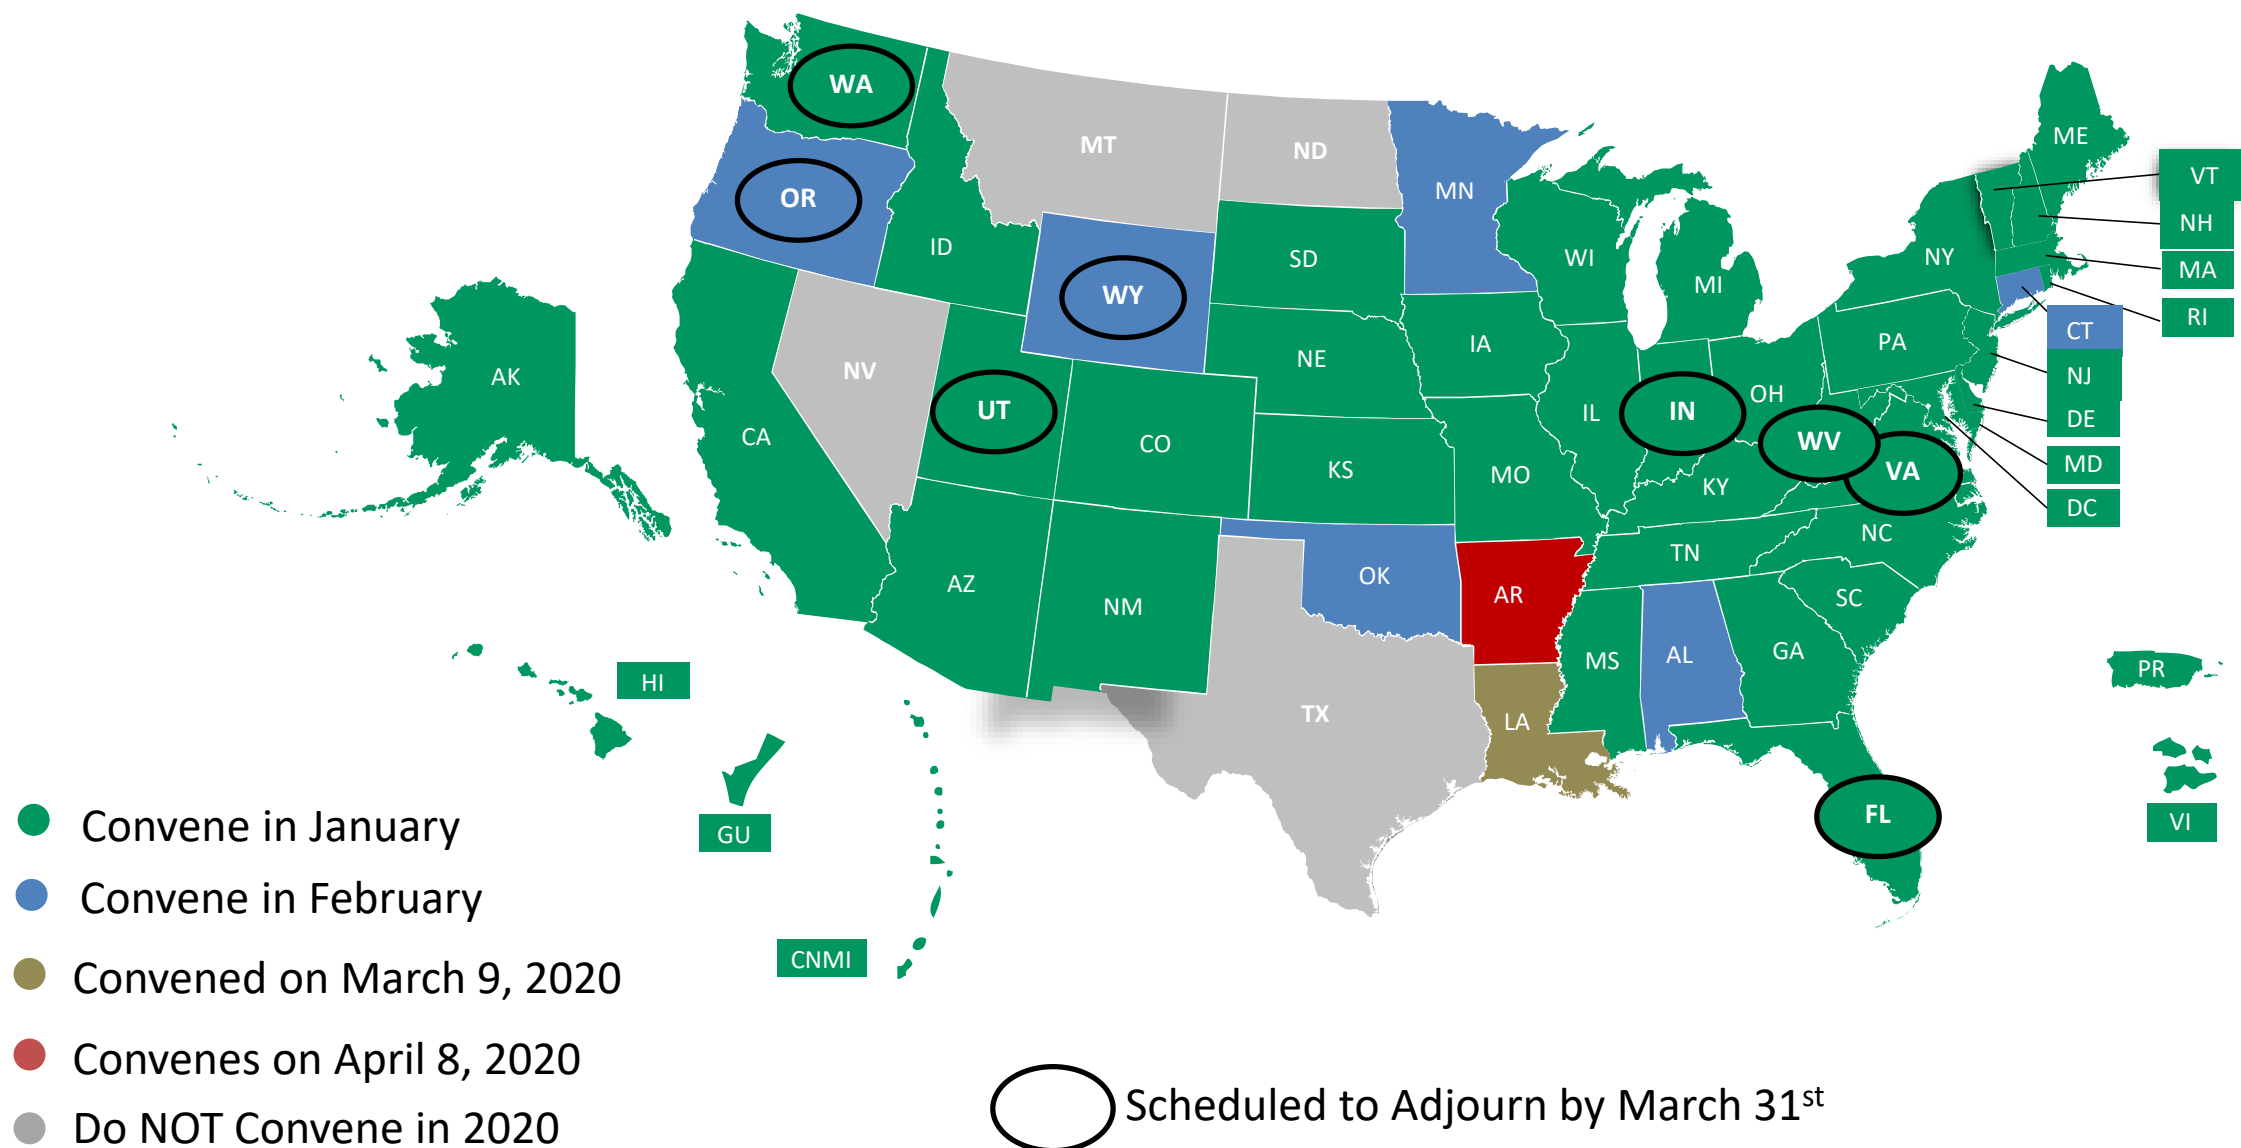 WA
ME
MT
ND
VT
MN
OR
NH
ID
NY
WI
SD
MA
MI
WY
RI
CT
PA
IA
NE
NV
AK
NJ
OH
UT
IN
IL
DE
CA
CO
WV
MD
KS
VA
MO
KY
DC
NC
TN
OK
AZ
AR
SC
NM
GA
AL
MS
PR
HI
TX
LA
FL
VI
GU
CNMI
Convene in January
Convene in February
Convened on March 9, 2020
Convenes on April 8, 2020
Do NOT Convene in 2020
Scheduled to Adjourn by March 31st